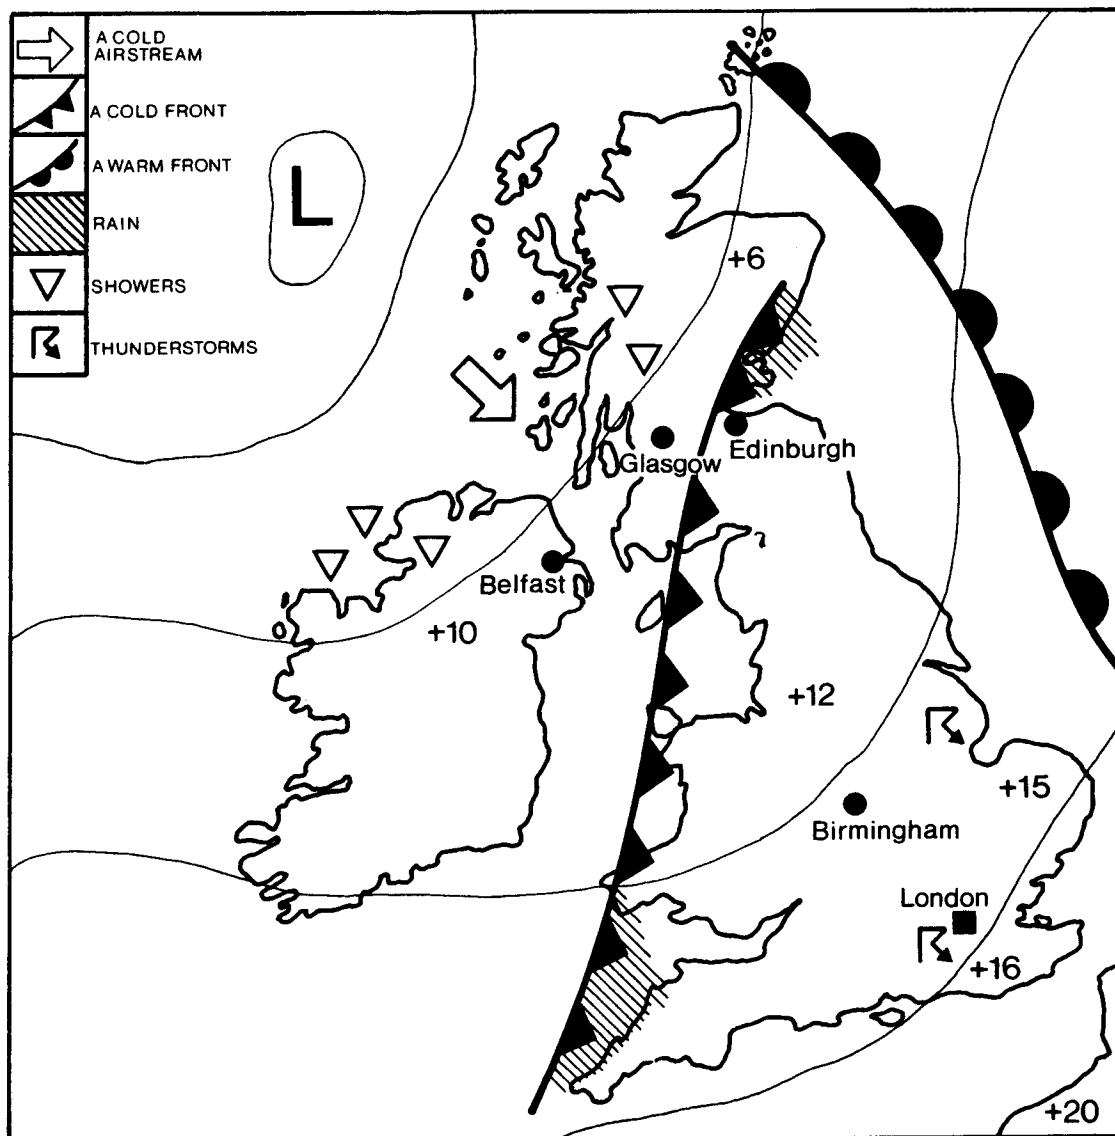 A COLD
AIRSTREAM
A COLD FRONT
A WARM FRONT
RAIN
SHOWERS
THUNDERSTORMS
L
+6
Glasgow
Edinburgh
Belfast
+10
+12
+15
Birmingham
London
+16
+20